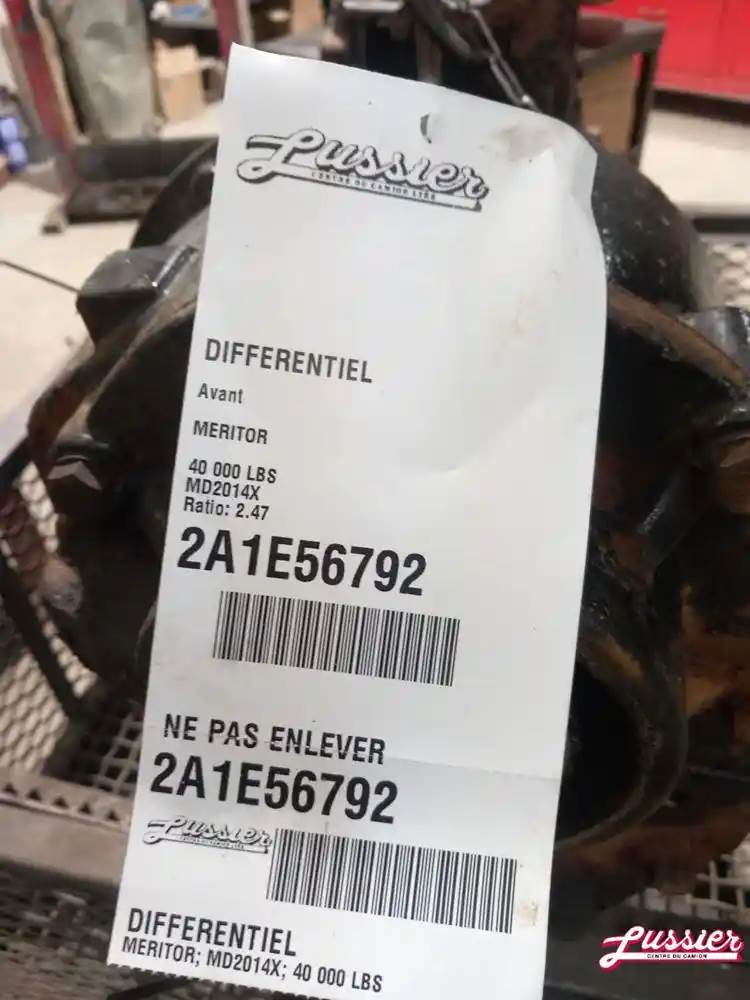 Lussier
CENTRE DU CAMION LTÉE
DIFFERENTIEL
Avant
MERITOR
40 000 LBS
MD2014X
Ratio: 2.47
2A1E56792
NE PAS ENLEVER
2A1E56792
Lussier
DIFFERENTIEL
MERITOR; MD2014X; 40 000 LBS
Lussier
CENTRE DU CAMION